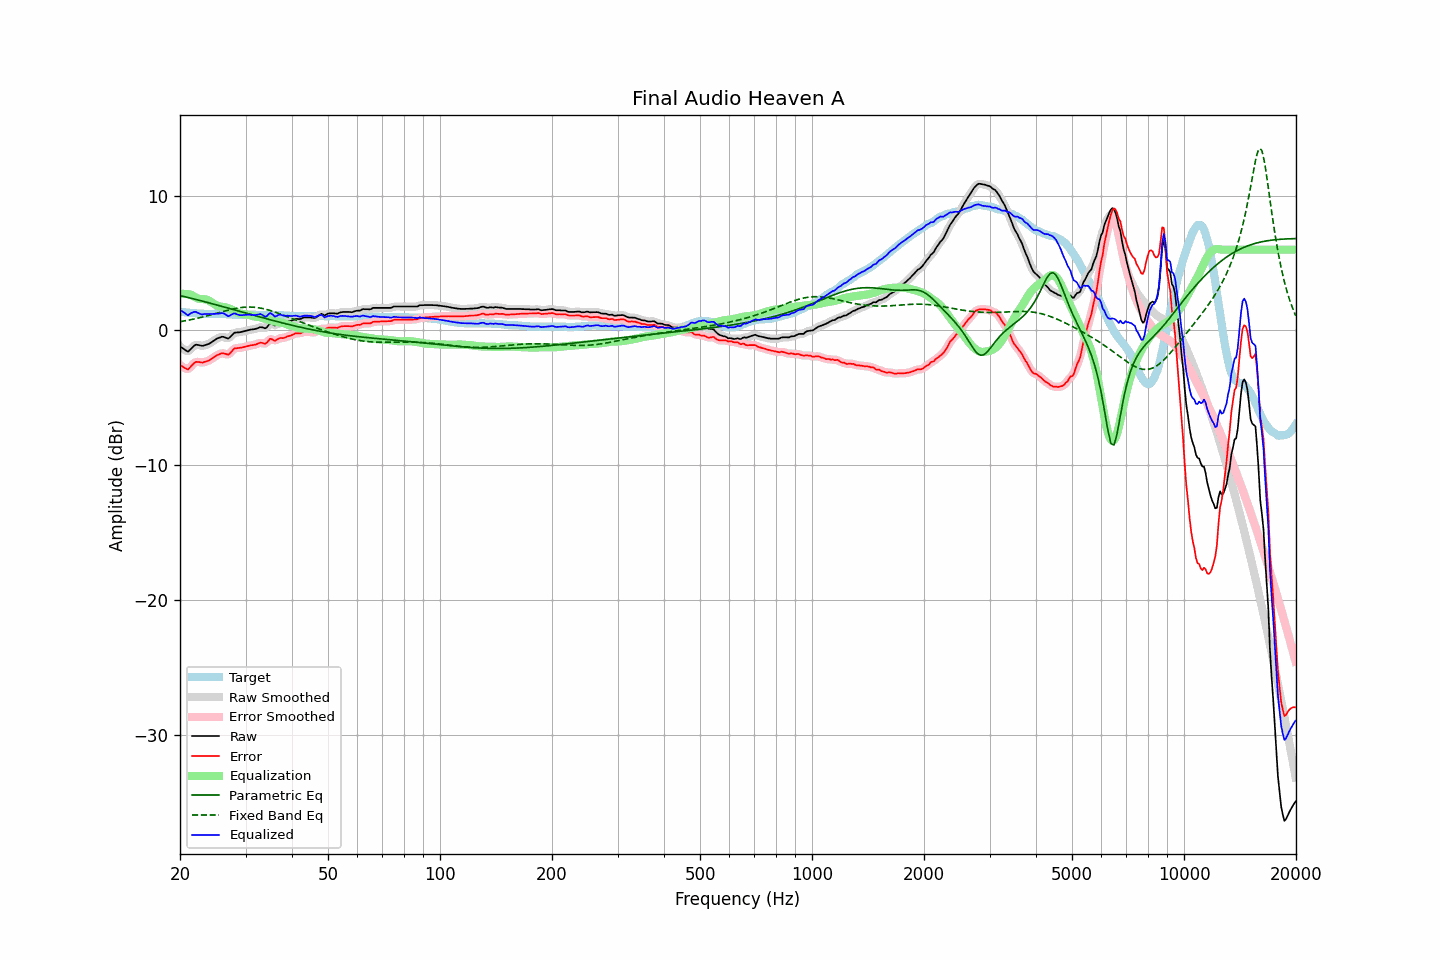 Final Audio Heaven A
Amplitude (dBr)
10
0
−10
−20
−30
Target
Raw Smoothed
Error Smoothed
Raw
Error
Equalization
Parametric Eq
Fixed Band Eq
Equalized
20
50
100
200
500
1000
2000
5000
10000
20000
Frequency (Hz)